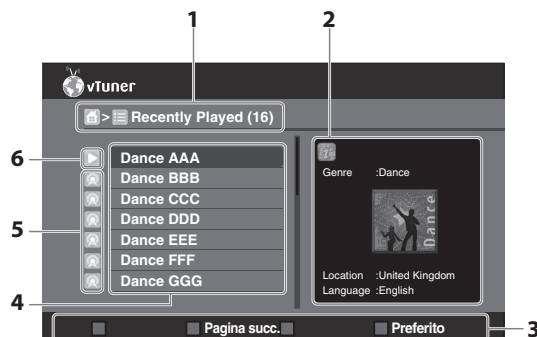 1
2
vTuner
> Recently Played (16)
6
Dance AAA
Dance BBB
Dance CCC
5
Dance DDD
Dance EEE
Dance FFF
4
Dance GGG
Genre :Dance
Dance
Location :United Kingdom
Language :English
Pagina succ.
Preferito
3